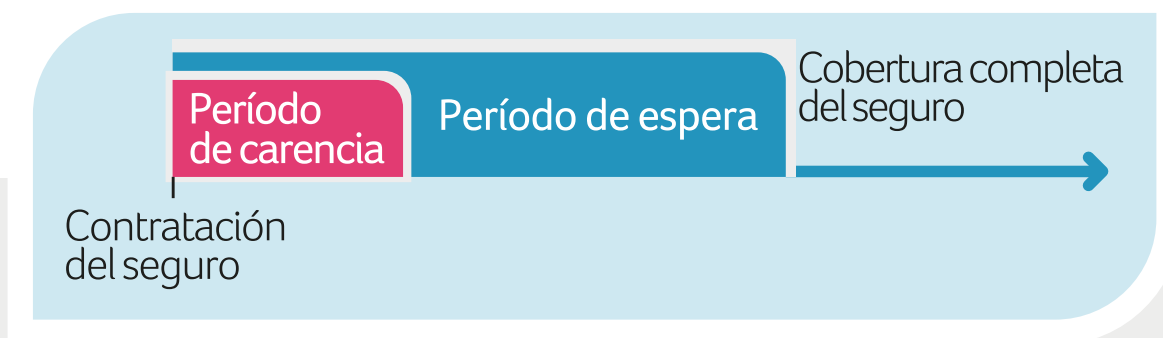 Período
de carencia
Período de espera
Cobertura completa
del seguro
Contratación
del seguro